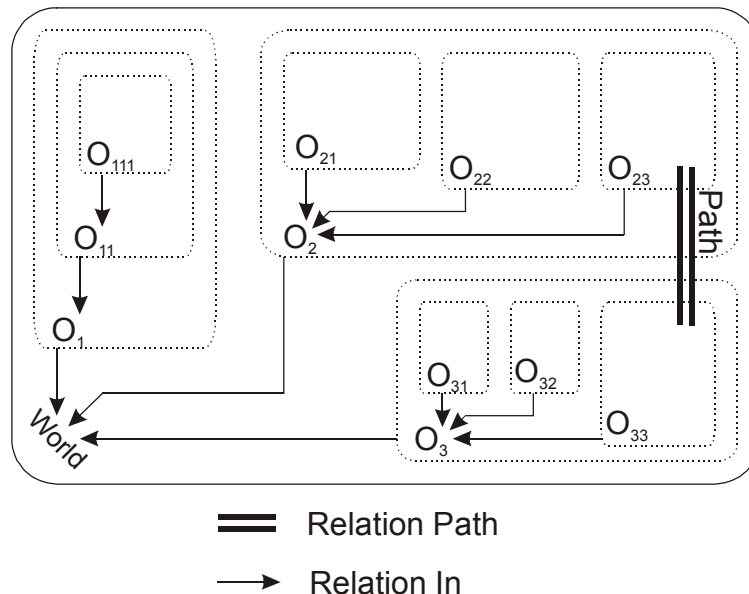 O111
O21
O22
O23
Path
O11
O2
O1
O31
O32
World
O3
O33
Relation Path
Relation In